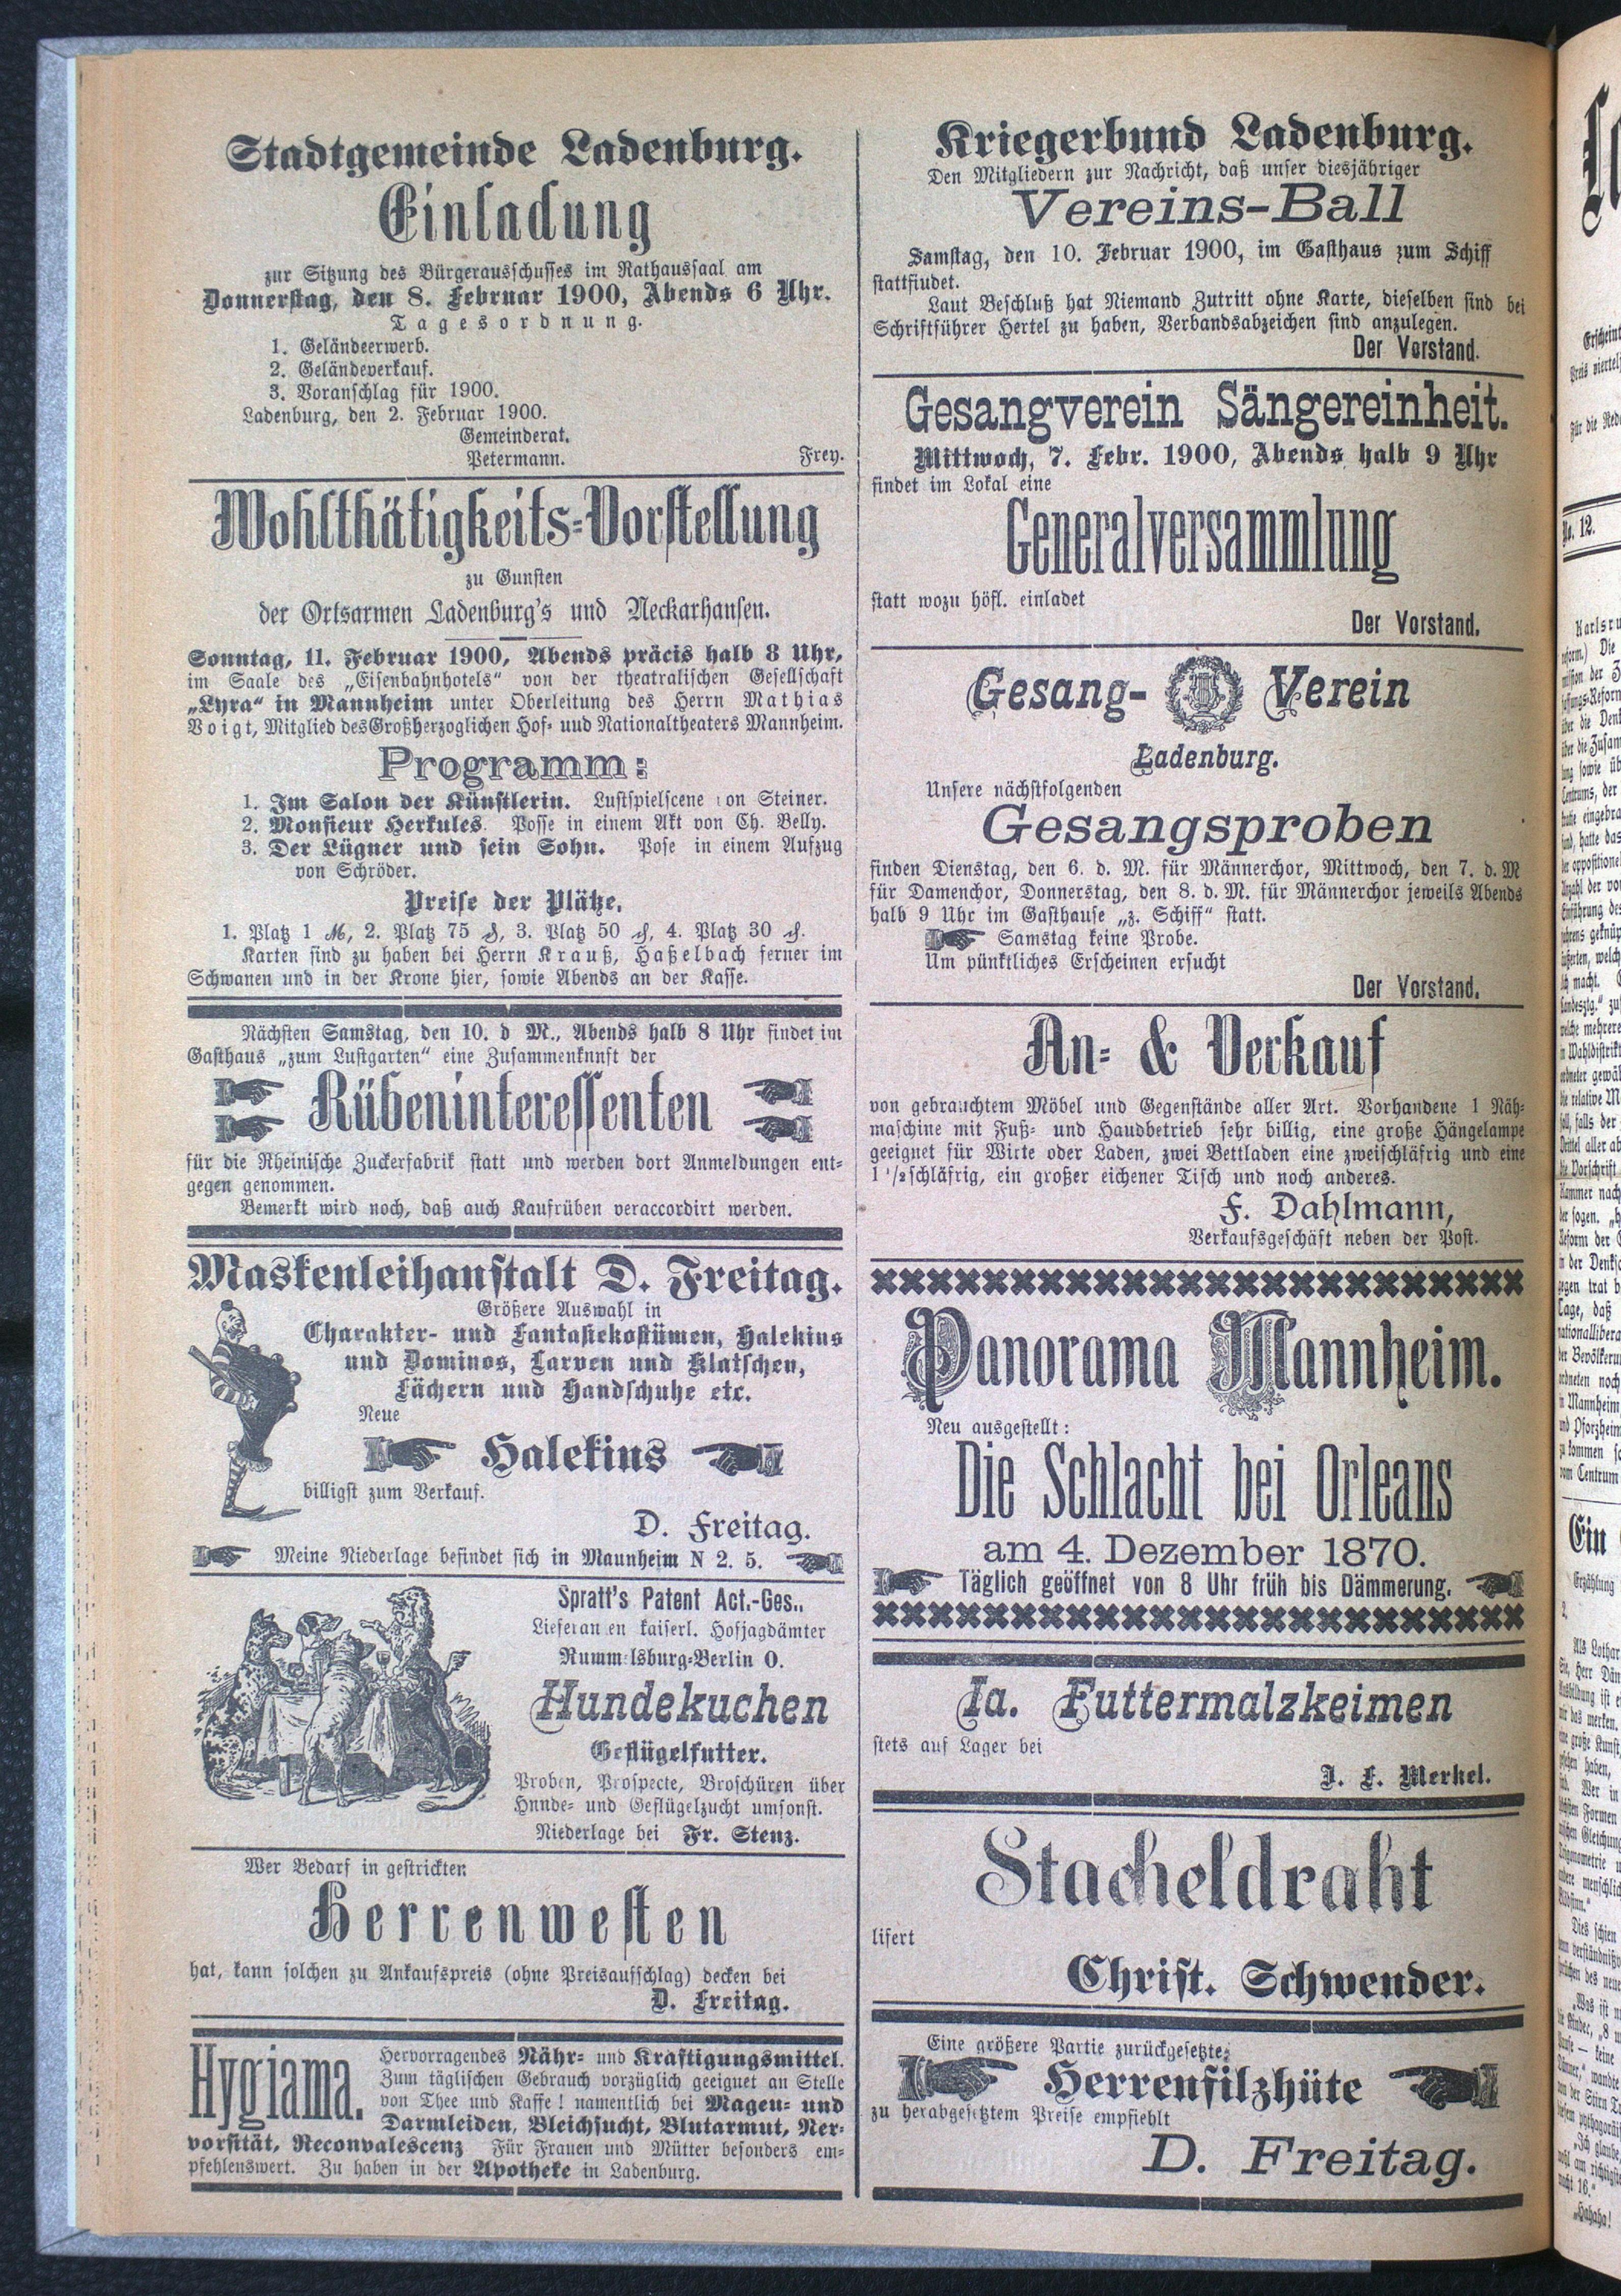 Stadtgemeinde Ladenburg.
Einladung
zur Sitzung des Bürgerausschusses im Rathaussaal am
Donnerstag, den 8. Februar 1900, Abends 6 Uhr.
Tagesordnung.
1. Geländeerwerb.
2. Geländeverkauf.
3. Voranschlag für 1900.
Ladenburg, den 2. Februar 1900.
Gemeinderat.
Petermann. Frey.
Wohlthätigkeits-Vorstellung
zu Gunsten
der Ortsarmen Ladenburg's und Neckarhausen.
Sonntag, 11. Februar 1900, Abends präcis halb 8 Uhr,
im Saale des „Eisenbahnhotels" von der theatralischen Gesellschaft
„Lyra" in Mannheim unter Oberleitung des Herrn Mathias
Voigt, Mitglied des Großherzoglichen Hof- uud Nationaltheaters Mannheim.
Programm:
1. Im Salon der Künstlerin. Lustspielscene on Steiner.
2. Monsieur Herkules. Posse in einem Akt von Ch. Belly.
3. Der Lügner und sein Sohn. Pose in einem Aufzug
von Schröder.
Preise der Plätze.
1. Platz 1 M, 2. Platz 75 ₰, 3. Platz 50 ₰, 4. Platz 30 ₰.
Karten sind zu haben bei Herrn Krauß, Haßelbach ferner im
Schwanen und in der Krone hier, sowie Abends an der Kasse.
Nächsten Samstag, den 10. d M., Abends halb 8 Uhr findet im
Gasthaus „zum Lustgarten" eine Zusammenkunft der
Rübeninteressenten
für die Rheinische Zuckerfabrik statt und werden dort Anmeldungen ent-
gegen genommen.
Bemerkt wird noch, daß auch Kaufrüben veraccordirt werden.
Maskenleihanstalt D. Freitag.
Größere Auswahl in
Charakter- und Fantasiekostümen, Halekins
und Dominos, Larven und Klatschen,
Fächern und Handschuhe etc.
Neue
Halekins
billigst zum Verkauf.
D. Freitag.
Meine Niederlage befindet sich in Maunheim N 2. 5.
Spratt's Patent Act.-Ges.,
Lieferan en kaiserl. Hofjagdämter
Rumm lsburg-Berlin O.
Hundekuchen
Geflügelfutter.
Proben, Prospecte, Broschüren über
Hnnde- und Geflügelzucht umsonst.
Niederlage bei Fr. Stenz.
Wer Bedarf in gestrickten
Herrenwesten
hat, kann solchen zu Ankaufspreis (ohne Preisaufschlag) decken bei
D. Freitag.
Hygiama.
Hervorragendes Nähr- und Kräftigungsmittel.
Zum täglischen Gebrauch vorzüglich geeignet an Stelle
von Thee und Kaffe! namentlich bei Magen- und
Darmleiden, Bleichsucht, Blutarmut, Ner-
vorsität, Reconvalescenz Für Frauen und Mütter besonders em-
pfehlenswert. Zu haben in der Apotheke in Ladenburg.
Kriegerbund Ladenburg.
Den Mitgliedern zur Nachricht, daß unser diesjähriger
Vereins-Ball
Samstag, den 10. Februar 1900, im Gasthaus zum Schiff
stattfiudet.
Laut Beschluß hat Niemand Zutritt ohne Karte, dieselben sind bei
Schriftführer Hertel zu haben, Verbandsabzeichen sind anzulegen.
Der Vorstand.
Gesangverein Sängereinheit.
Mittwoch, 7. Febr. 1900, Abends halb 9 Uhr
findet im Lokal eine
Generalversammlung
statt wozu höfl. einladet
Der Vorstand.
Gesang- Verein
Ladenburg.
Unsere nächstfolgenden
Gesangsproben
finden Dienstag, den 6. d. M. für Männerchor, Mittwoch, den 7. d. M
für Damenchor, Donnerstag, den 8. d. M. für Männerchor jeweils Abends
halb 9 Uhr im Gasthause „z. Schiff" statt.
Samstag keine Probe.
Um pünktliches Erscheinen ersucht
Der Vorstand.
An- & Verkauf
von gebrauchtem Möbel und Gegenstände aller Art. Vorhandene 1 Näh-
maschine mit Fuß- und Haudbetrieb sehr billig, eine große Hängelampe
geeignet für Wirte oder Laden, zwei Bettladen eine zweischläfrig und eine
1 1/2schläfrig, ein großer eichener Tisch und noch anderes.
F. Dahlmann,
Verkaufsgeschäft neben der Post.
Panorama Mannheim.
Neu ausgestellt:
Die Schlacht bei Orleans
am 4. Dezember 1870.
Täglich geöffnet von 8 Uhr früh bis Dämmerung.
Ia. Futtermalzkeimen
stets auf Lager bei
J. F. Merkel.
Stacheldraht
lifert
Christ. Schwender.
Eine größere Partie zurückgesetzte
Herrenfilzhüte
zu herabgesetztem Preise empfiehlt
D. Freitag.
No. 12.